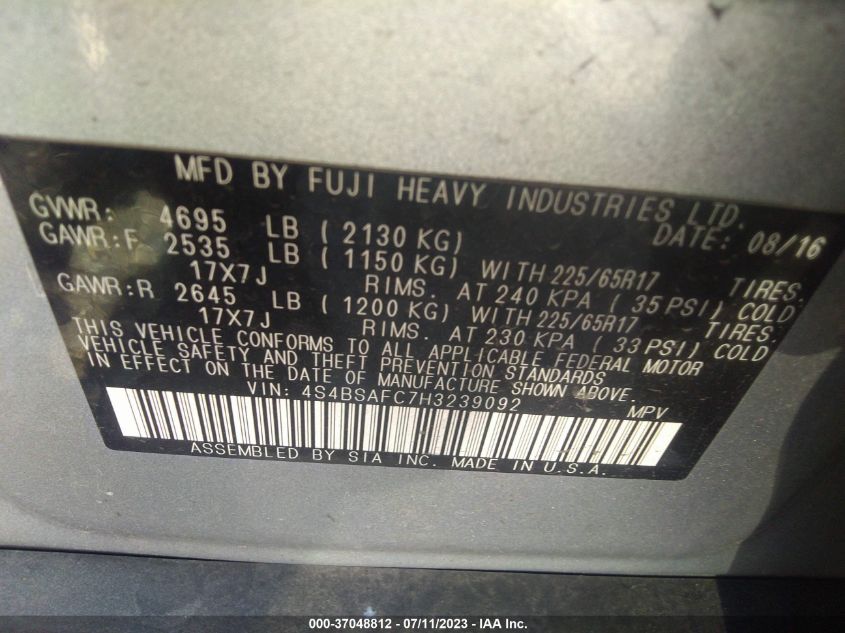 MFD BY FUJI HEAVY INDUSTRIES LTD.
GVWR: 4695 LB ( 2130 KG) DATE: 08/16
GAWR:F 2535 LB ( 1150 KG) WITH 225/65R17 TIRES.
17X7J RIMS. AT 240 KPA ( 35 PSI) COLD
GAWR:R 2645 LB ( 1200 KG) WITH 225/65R17 TIRES.
17X7J RIMS. AT 230 KPA ( 33 PSI) COLD
THIS VEHICLE CONFORMS TO ALL APPLICABLE FEDERAL MOTOR
VEHICLE SAFETY AND THEFT PREVENTION STANDARDS
IN EFFECT ON THE DATE OF MANUFACTURE SHOWN ABOVE.
VIN: 4S4BSAFC7H3239092 MPV
ASSEMBLED BY SIA INC. MADE IN U.S.A.
000-37048812 - 07/11/2023 - IAA Inc.